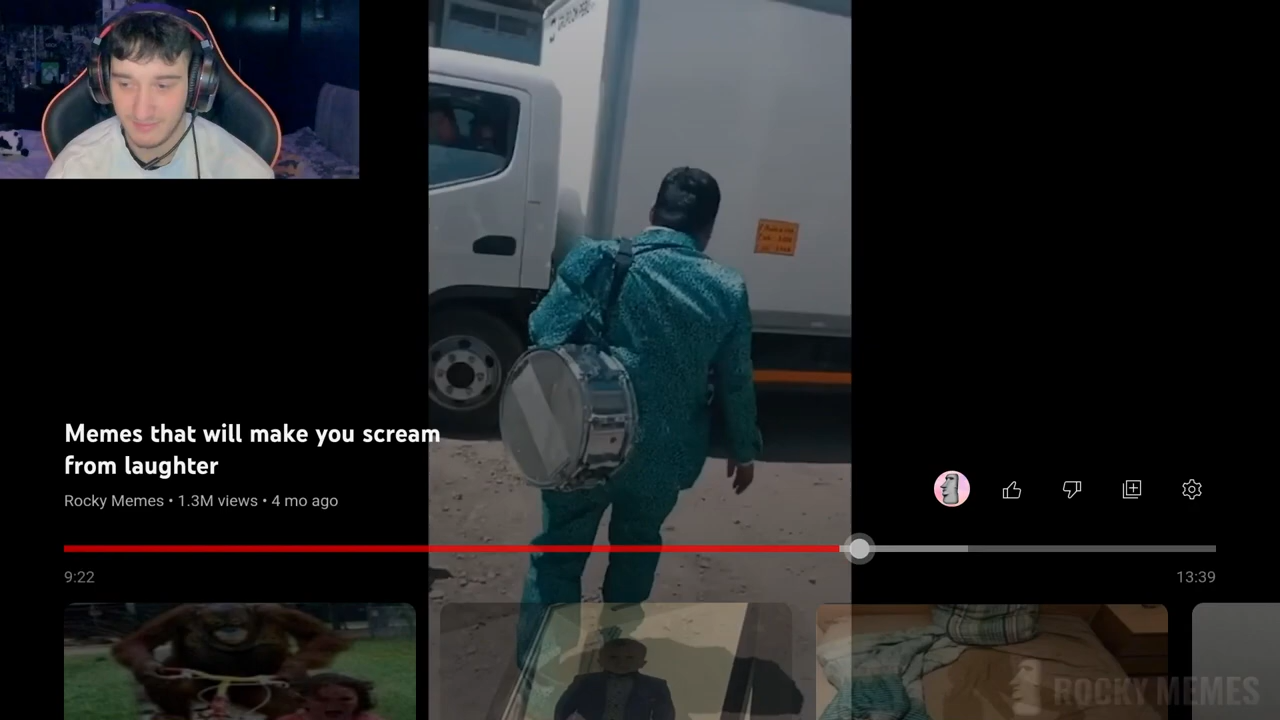 Memes that will make you scream
from laughter
Rocky Memes • 1.3M views • 4 mo ago
9:22
13:39
ROCKY MEMES